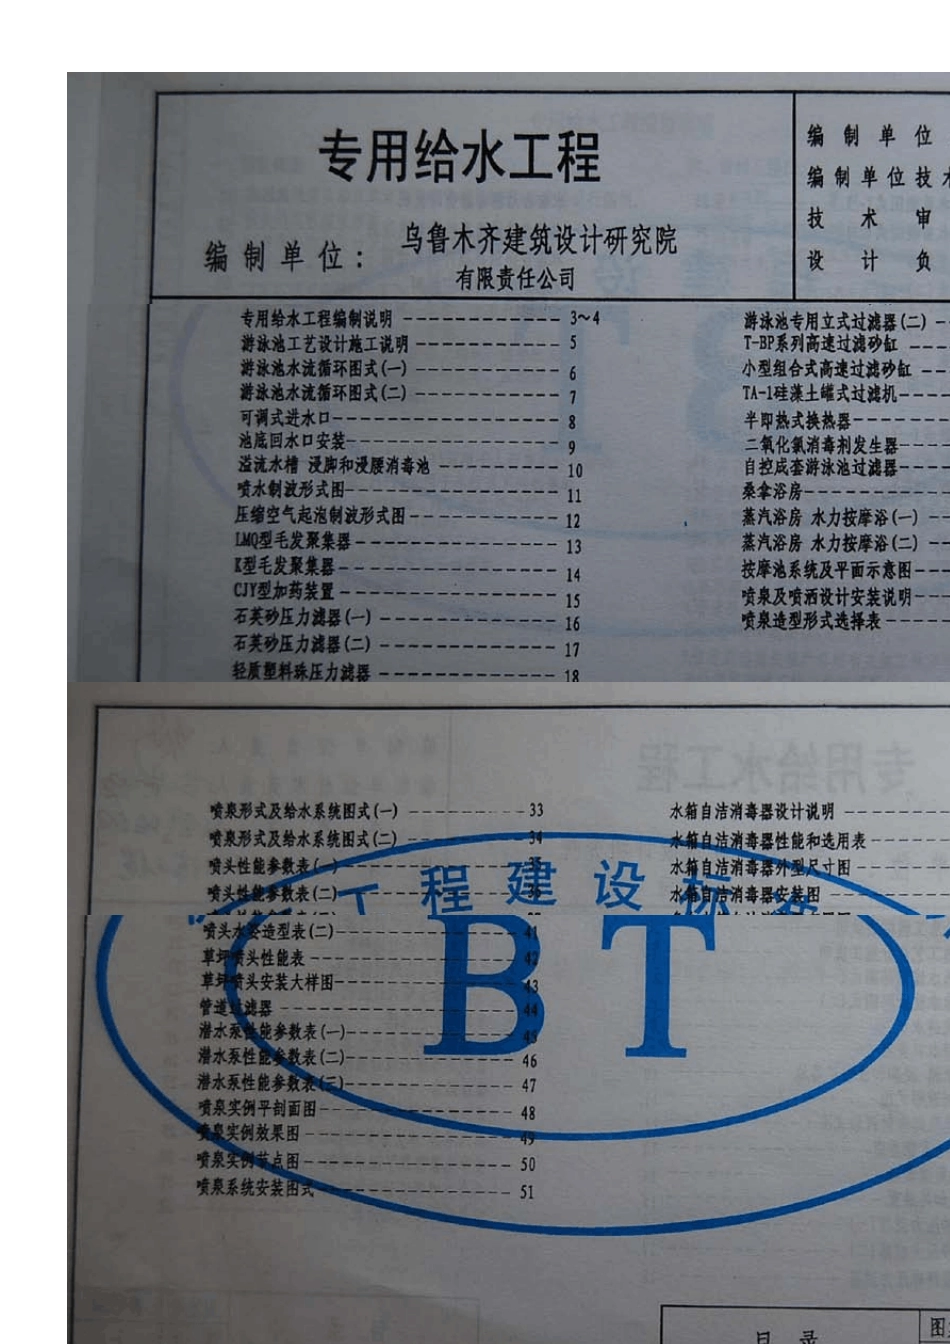 专用给水工程
编制单位：
乌鲁木齐建筑设计研究院
有限责任公司
编制单位
编制单位技术
技术审
设计负
专用给水工程编制说明 3~4
游泳池工艺设计施工说明 5
游泳池水流循环图式(一) 6
游泳池水流循环图式(二) 7
可调式进水口 8
池底回水口安装 9
溢流水槽 浸脚和浸腰消毒池 10
喷水制波形式图 11
压缩空气起泡制波形式图 12
LMQ型毛发聚集器 13
K型毛发聚集器 14
CJY型加药装置 15
石英砂压力滤器(一) 16
石英砂压力滤器(二) 17
轻质塑料珠压力滤器 18
游泳池专用立式过滤器(二)
T-BP系列高速过滤砂缸
小型组合式高速过滤砂缸
TA-1硅藻土罐式过滤机
半即热式换热器
二氧化氯消毒剂发生器
自控成套游泳池过滤器
桑拿浴房
蒸汽浴房 水力按摩浴(一)
蒸汽浴房 水力按摩浴(二)
按摩池系统及平面示意图
喷泉及喷洒设计安装说明
喷泉造型形式选择表
喷泉形式及给水系统图式(一) 33
喷泉形式及给水系统图式(二) 34
喷头性能参数表(一) 35
喷头性能参数表(二) 36
水箱自洁消毒器设计说明
水箱自洁消毒器性能和选用表
水箱自洁消毒器外型尺寸图
水箱自洁消毒器安装图
工程建设标
BT
喷头水姿造型表(二) 41
草坪喷头性能表 42
草坪喷头安装大样图 43
管道过滤器 44
潜水泵性能参数表(一) 45
潜水泵性能参数表(二) 46
潜水泵性能参数表(三) 47
喷泉实例平剖面图 48
喷泉实例效果图 49
喷泉实例节点图 50
喷泉系统安装图式 51
目录
图